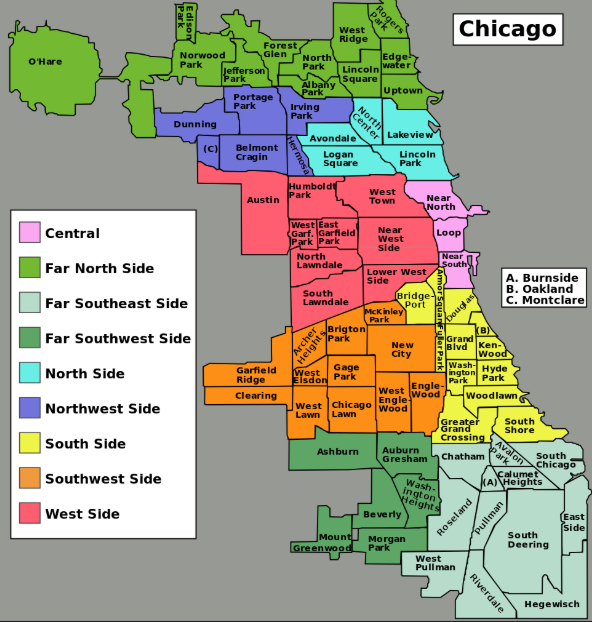 Chicago
Edison
Park
Rogers
Park
West
Ridge
O'Hare
Norwood
Park
Forest
Glen
North
Park
Edge-
water
Jefferson
Park
Lincoln
Square
Albany
Park
Uptown
Portage
Park
Irving
Park
Dunning
North
Center
Lakeview
Avondale
(C)
Belmont
Cragin
Hermosa
Logan
Square
Lincoln
Park
Austin
Humboldt
Park
West
Town
Near
North
West
Garf.
Park
East
Garfield
Park
Near
West
Side
Loop
North
Lawndale
Near
South
Lower West
Side
South
Lawndale
Bridge-
Port
Armor Square
Douglas
McKinley
Park
Fuller Park
Archer
Heights
Brigton
Park
New
City
Grand
Blvd
(B)
Ken-
Wood
Garfield
Ridge
West
Elsdon
Gage
Park
Wash-
ington
Park
Hyde
Park
Clearing
West
Lawn
Chicago
Lawn
West
Engle-
Wood
Engle-
Wood
Woodlawn
Greater
Grand
Crossing
South
Shore
Ashburn
Auburn
Gresham
Chatham
Avalon
Park
South
Chicago
Calumet
Heights
(A)
Wash-
ington
Heights
Beverly
Roseland
Pullman
East
Side
South
Deering
Mount
Greenwood
Morgan
Park
West
Pullman
Riverdale
Hegewisch
Central
Far North Side
Far Southeast Side
Far Southwest Side
North Side
Northwest Side
South Side
Southwest Side
West Side
A. Burnside
B. Oakland
C. Montclare